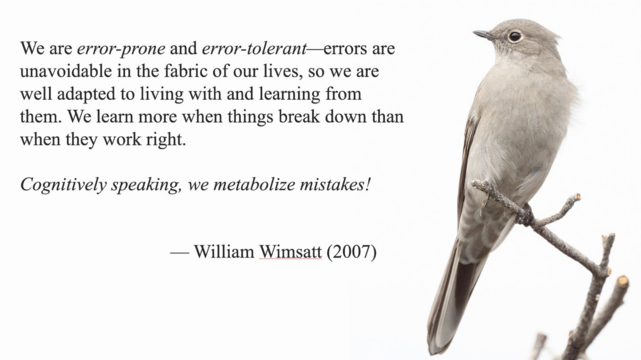 We are error-prone and error-tolerant—errors are
unavoidable in the fabric of our lives, so we are
well adapted to living with and learning from
them. We learn more when things break down than
when they work right.
Cognitively speaking, we metabolize mistakes!
— William Wimsatt (2007)